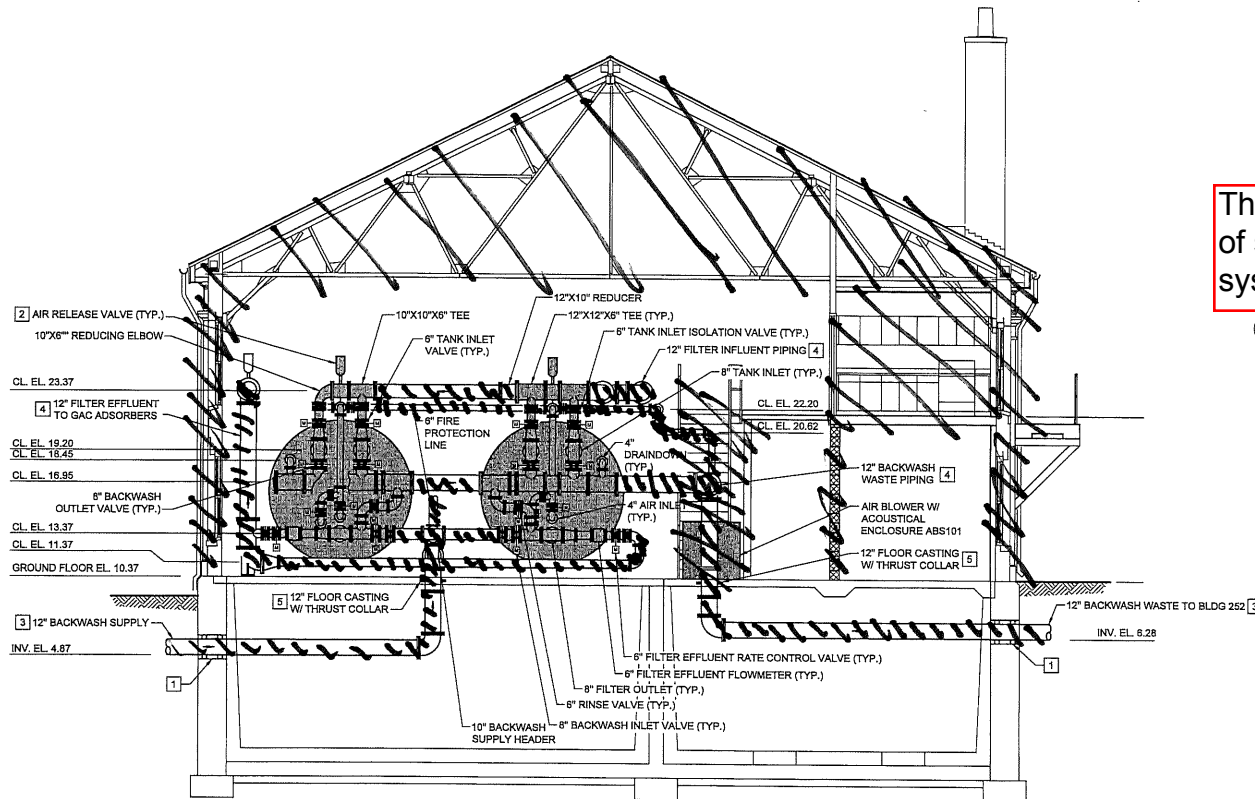 Th
of
sys
12"X10" REDUCER
2 AIR RELEASE VALVE (TYP.)
10"X10"X6" TEE
12"X12"X6" TEE (TYP.)
10"X6"" REDUCING ELBOW
6" TANK INLET
VALVE (TYP.)
6" TANK INLET ISOLATION VALVE (TYP.)
12" FILTER INFLUENT PIPING 4
8" TANK INLET (TYP.)
CL. EL. 23.37
4 12" FILTER EFFLUENT
TO GAC ADSORBERS
CL. EL. 22.20
CL. EL. 20.62
6" FIRE
PROTECTION
LINE
CL. EL. 19.20
CL. EL. 18.45
CL. EL. 16.95
4"
DRAINDOWN
(TYP.)
12" BACKWASH
WASTE PIPING 4
8" BACKWASH
OUTLET VALVE (TYP.)
4" AIR INLET
(TYP.)
AIR BLOWER W/
ACOUSTICAL
ENCLOSURE ABS101
CL. EL. 13.37
CL. EL. 11.37
GROUND FLOOR EL. 10.37
12" FLOOR CASTING
W/ THRUST COLLAR 5
5 12" FLOOR CASTING
W/ THRUST COLLAR
3 12" BACKWASH SUPPLY
INV. EL. 4.87
1
12" BACKWASH WASTE TO BLDG 252 3
INV. EL. 6.28
1
6" FILTER EFFLUENT RATE CONTROL VALVE (TYP.)
6" FILTER EFFLUENT FLOWMETER (TYP.)
8" FILTER OUTLET (TYP.)
6" RINSE VALVE (TYP.)
8" BACKWASH INLET VALVE (TYP.)
10" BACKWASH
SUPPLY HEADER